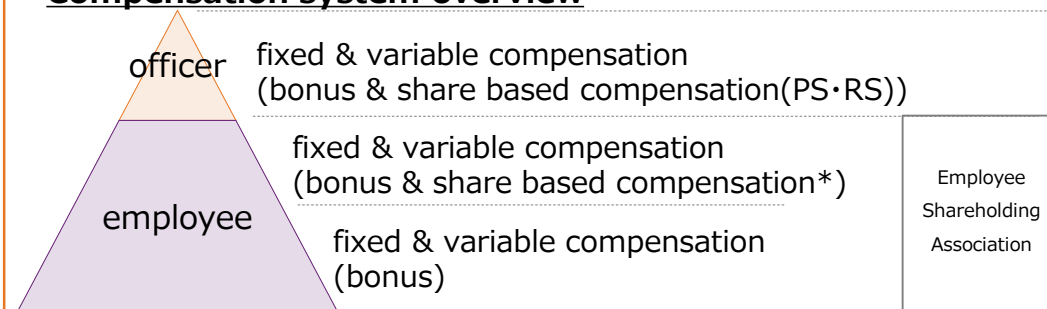 Compensation system overview
officer
fixed & variable compensation
(bonus & share based compensation(PS・RS))
fixed & variable compensation
(bonus & share based compensation*)
employee
fixed & variable compensation
(bonus)
Employee
Shareholding
Association